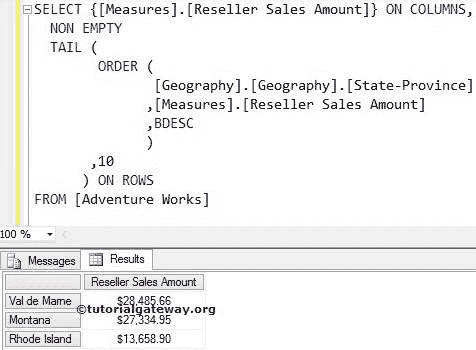 SELECT {[Measures].[Reseller Sales Amount]} ON COLUMNS,
NON EMPTY
TAIL (
ORDER (
[Geography].[Geography].[State-Province]
,[Measures].[Reseller Sales Amount]
,BDESC
)
,10
) ON ROWS
FROM [Adventure Works]
100 %
Messages Results
Reseller Sales Amount
Val de Marne $28,485.66
©tutorialgateway.org
Montana $27,334.95
Rhode Island $13,658.90